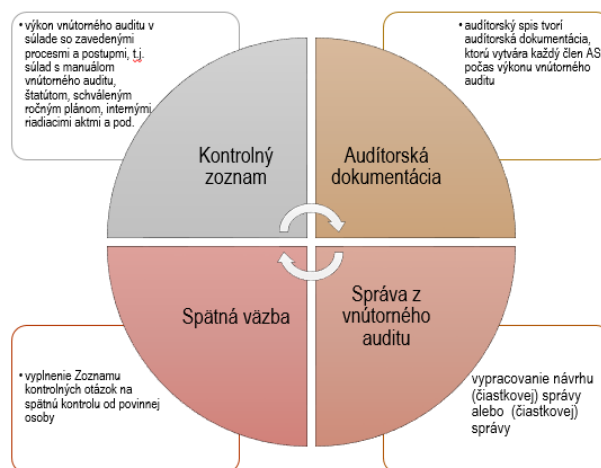 • výkon vnútorného auditu v
súlade so zavedenými
procesmi a postupmi, t.j.
súlad s manuálom
vnútorného auditu,
štatútom, schváleným
ročným plánom, internými
riadiacimi aktmi a pod.
• audítorský spis tvorí
audítorská dokumentácia,
ktorú vytvára každý člen AS
počas výkonu vnútorného
auditu
Kontrolný
zoznam
Audítorská
dokumentácia
Spätná väzba
Správa z
vnútorného
auditu
• vyplnenie Zoznamu
kontrolných otázok na
spätnú kontrolu od povinnej
osoby
vypracovanie návrhu
(čiastkovej) správy
alebo (čiastkovej)
správy